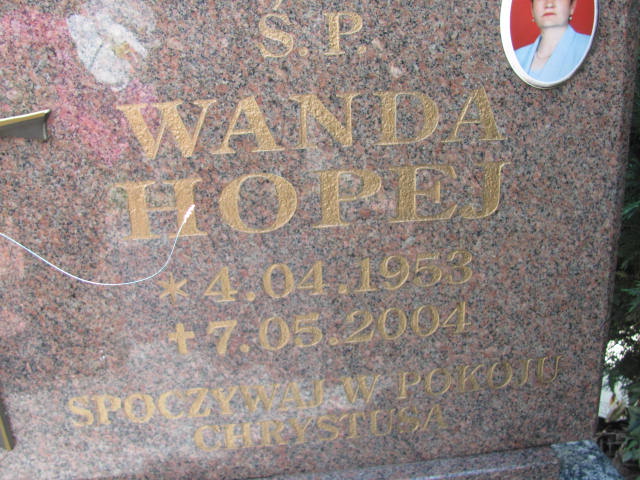 Ś.P.
WANDA
HOPEJ
* 4.04.1953
✝ 7.05.2004
SPOCZYWAJ W POKOJU
CHRYSTUSA